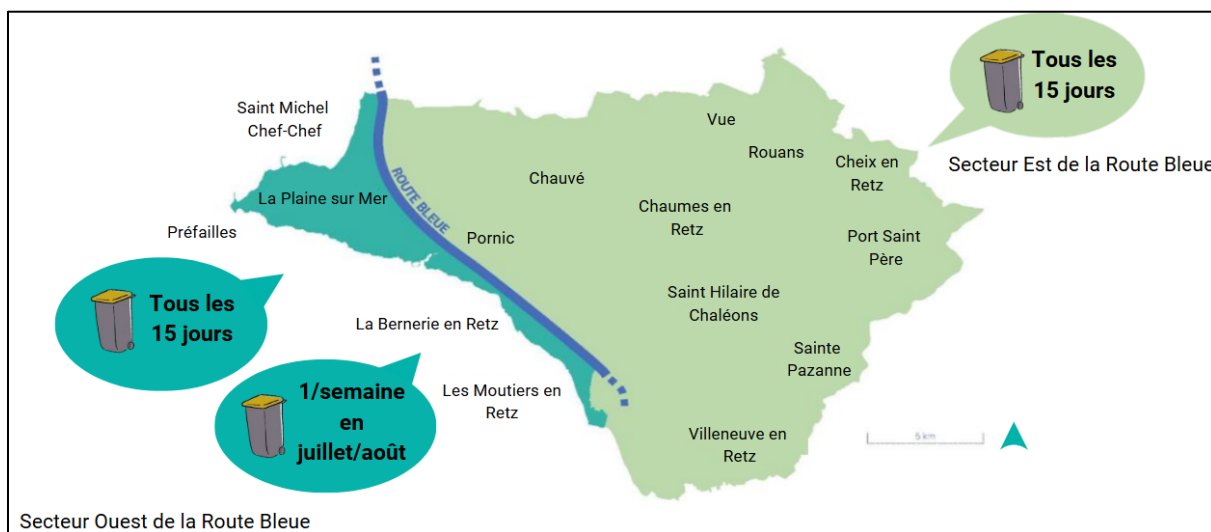 Tous les
15 jours
Secteur Est de la Route Bleue
Saint Michel
Chef-Chef
Vue
Rouans
Cheix en
Retz
Chauvé
La Plaine sur Mer
ROUTE BLEUE
Chaumes en
Retz
Préfailles
Pornic
Port Saint
Père
Tous les
15 jours
Saint Hilaire de
Chaléons
La Bernerie en Retz
Sainte
Pazanne
1/semaine
en
juillet/août
Les Moutiers en
Retz
Villeneuve en
Retz
5 km
Secteur Ouest de la Route Bleue